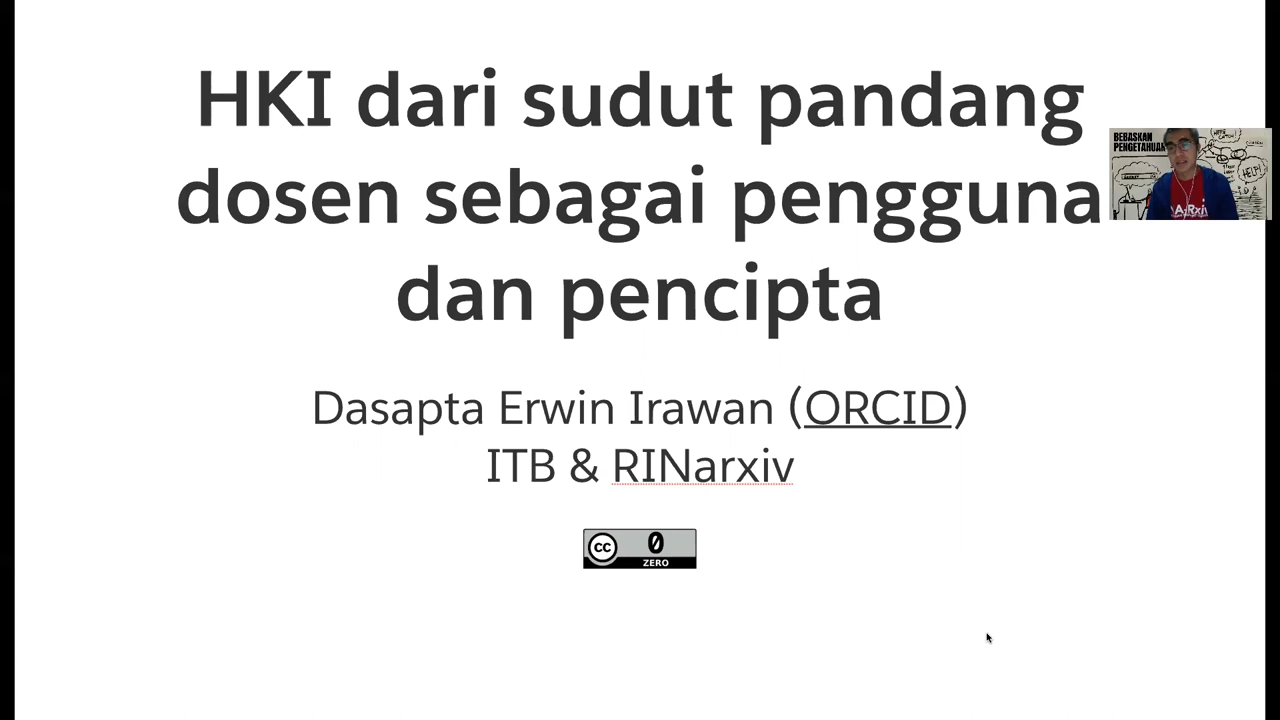 HKI dari sudut pandang
dosen sebagai pengguna
dan pencipta
Dasapta Erwin Irawan (ORCID)
ITB & RINarxiv
cc 0
ZERO
BEBASKAN
PENGETAHUAN
HELP!